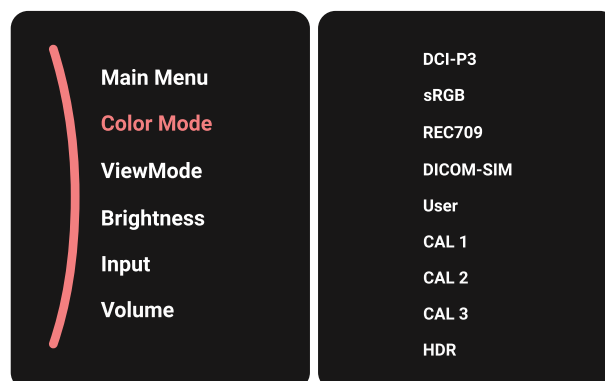 Main Menu
Color Mode
ViewMode
Brightness
Input
Volume
DCI-P3
sRGB
REC709
DICOM-SIM
User
CAL 1
CAL 2
CAL 3
HDR